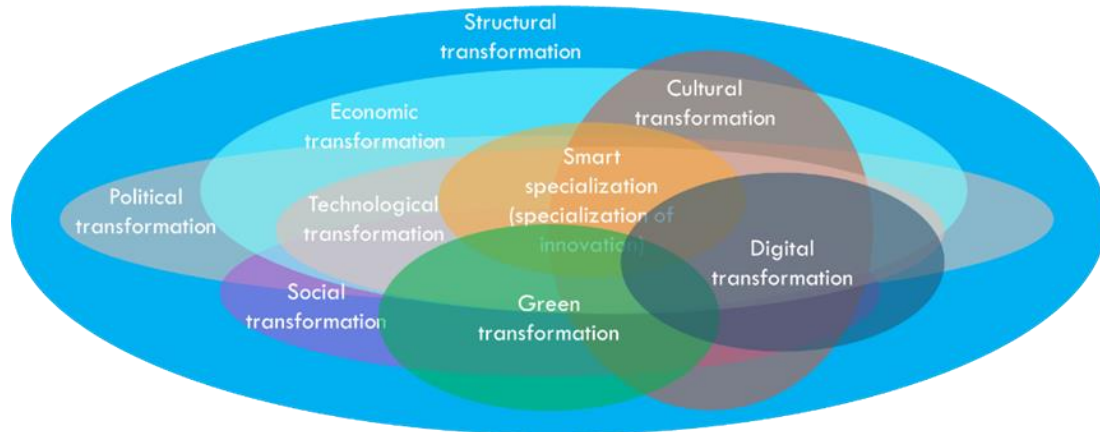 Structural
transformation
Cultural
transformation
Economic
transformation
Smart
specialization
(specialization of
innovation)
Political
transformation
Technological
transformation
Digital
transformation
Social
transformation
Green
transformation